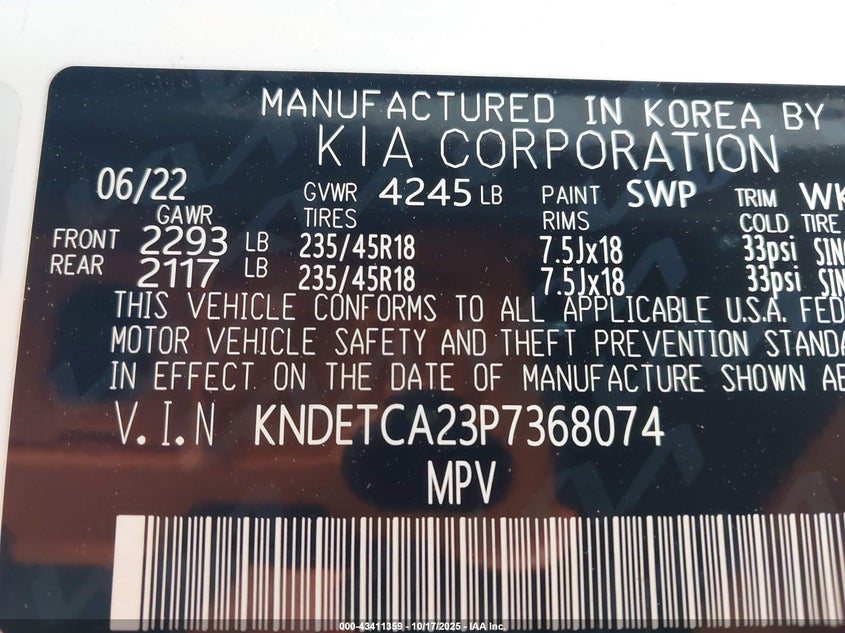 MANUFACTURED IN KOREA BY
KIA CORPORATION
06/22 GVWR 4245 LB PAINT SWP TRIM WK
GAWR TIRES RIMS COLD TIRE
FRONT 2293 LB 235/45R18 7.5Jx18 33psi
REAR 2117 LB 235/45R18 7.5Jx18 33psi
THIS VEHICLE CONFORMS TO ALL APPLICABLE U.S.A.
MOTOR VEHICLE SAFETY AND THEFT PREVENTION
IN EFFECT ON THE DATE OF MANUFACTURE SHOWN
V.I.N KNDETCA23P7368074
MPV
000-43411359 - 10/17/2025 - IAA Inc.